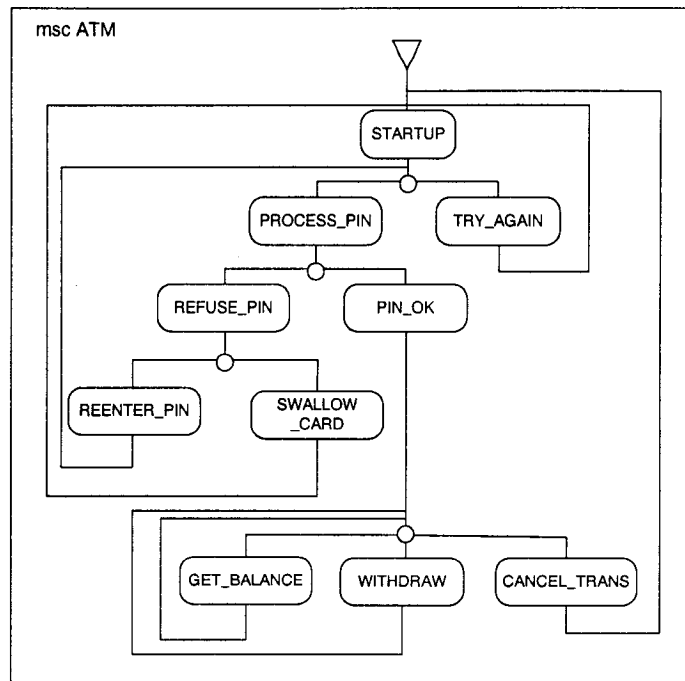 msc ATM
STARTUP
PROCESS_PIN
TRY_AGAIN
REFUSE_PIN
PIN_OK
REENTER_PIN
SWALLOW
_CARD
GET_BALANCE
WITHDRAW
CANCEL_TRANS